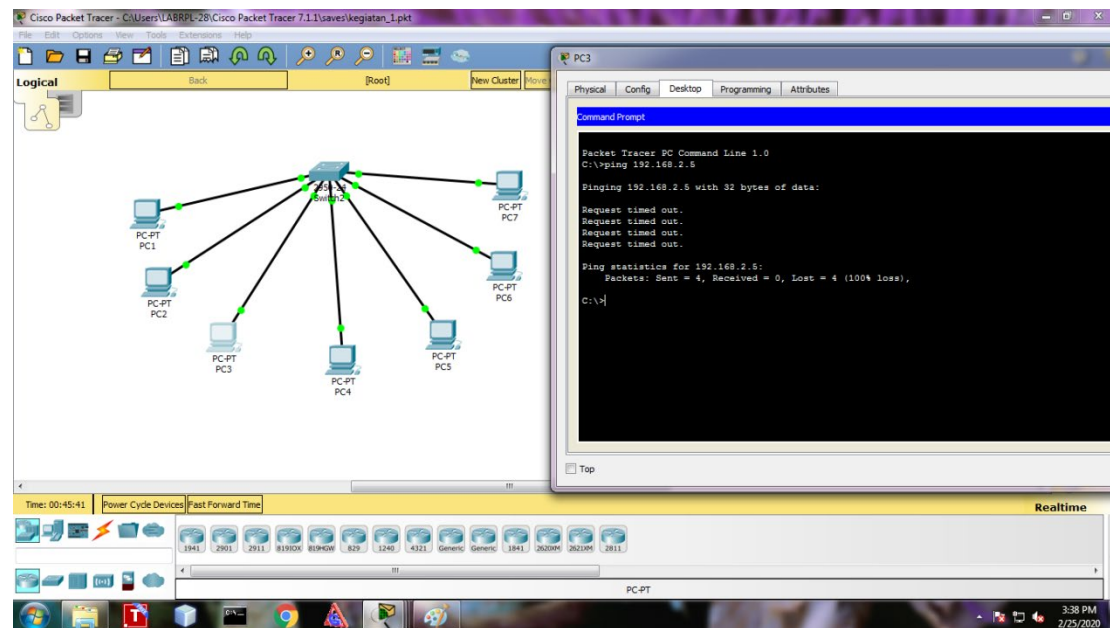 Cisco Packet Tracer - C:\Users\LABRPL-28\Cisco Packet Tracer 7.1.1\saves\kegiatan_1.pkt
File Edit Options View Tools Extensions Help
Logical
Back
[Root]
New Cluster
Move
2950-24
Switch2
PC-PT
PC1
PC-PT
PC2
PC-PT
PC3
PC-PT
PC4
PC-PT
PC5
PC-PT
PC6
PC-PT
PC7
PC3
Physical Config Desktop Programming Attributes
Command Prompt
Packet Tracer PC Command Line 1.0
C:\>ping 192.168.2.5
Pinging 192.168.2.5 with 32 bytes of data:
Request timed out.
Request timed out.
Request timed out.
Request timed out.
Ping statistics for 192.168.2.5:
Packets: Sent = 4, Received = 0, Lost = 4 (100% loss),
C:\>
Top
Time: 00:45:41
Power Cycle Devices
Fast Forward Time
Realtime
1941 2901 2911 819IOX 819HGW 829 1240 4321 Generic Generic 1841 2620XM 2621XM 2811
PC-PT
3:38 PM
2/25/2020